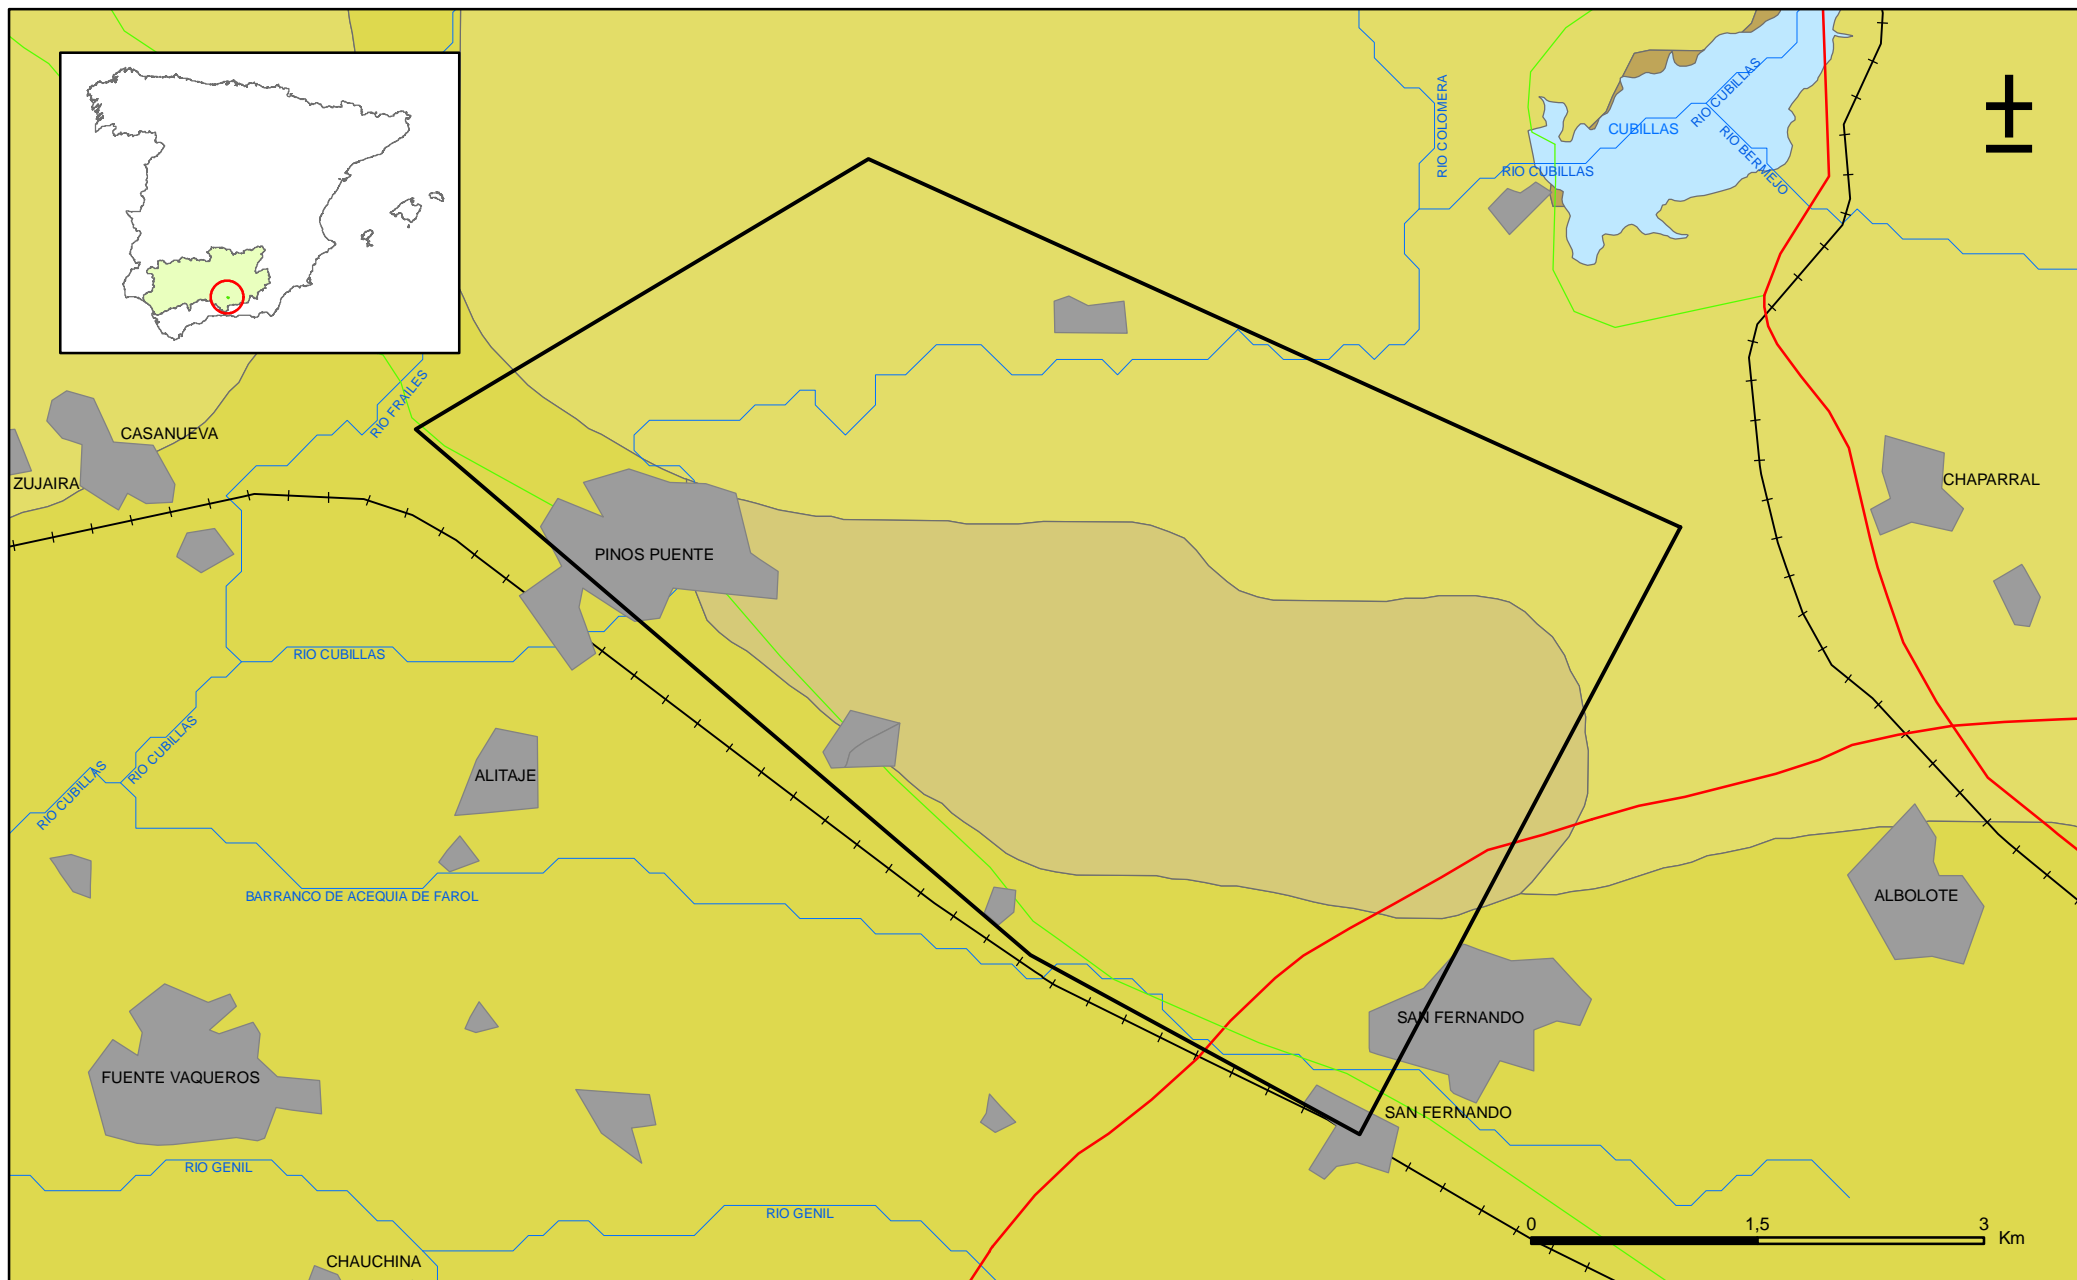 RIO COLOMERA
RIO CUBILLAS
CUBILLAS
RIO BERMEJO
RIO CUBILLAS
RIO FRAILES
CASANUEVA
ZUJAIRA
CHAPARRAL
PINOS PUENTE
RIO CUBILLAS
RIO CUBILLAS
RIO CUBILLAS
ALITAJE
BARRANCO DE ACEQUIA DE FAROL
ALBOLOTE
SAN FERNANDO
FUENTE VAQUEROS
SAN FERNANDO
RIO GENIL
RIO GENIL
CHAUCHINA
0 1,5 3
Km